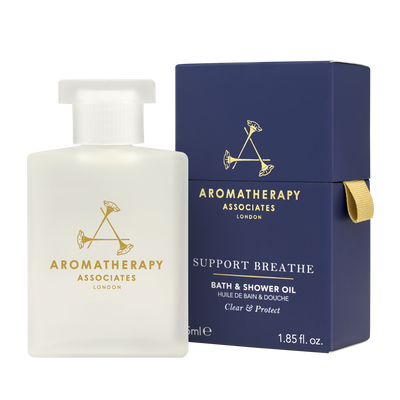 AROMATHERAPY
ASSOCIATES
LONDON
AROMATHERAPY
ASSOCIATES
LONDON
SUPPORT BREATHE
BATH & SHOWER OIL
HUILE DE BAIN & DOUCHE
Clear & Protect
5ml℮
1.85 fl. oz.